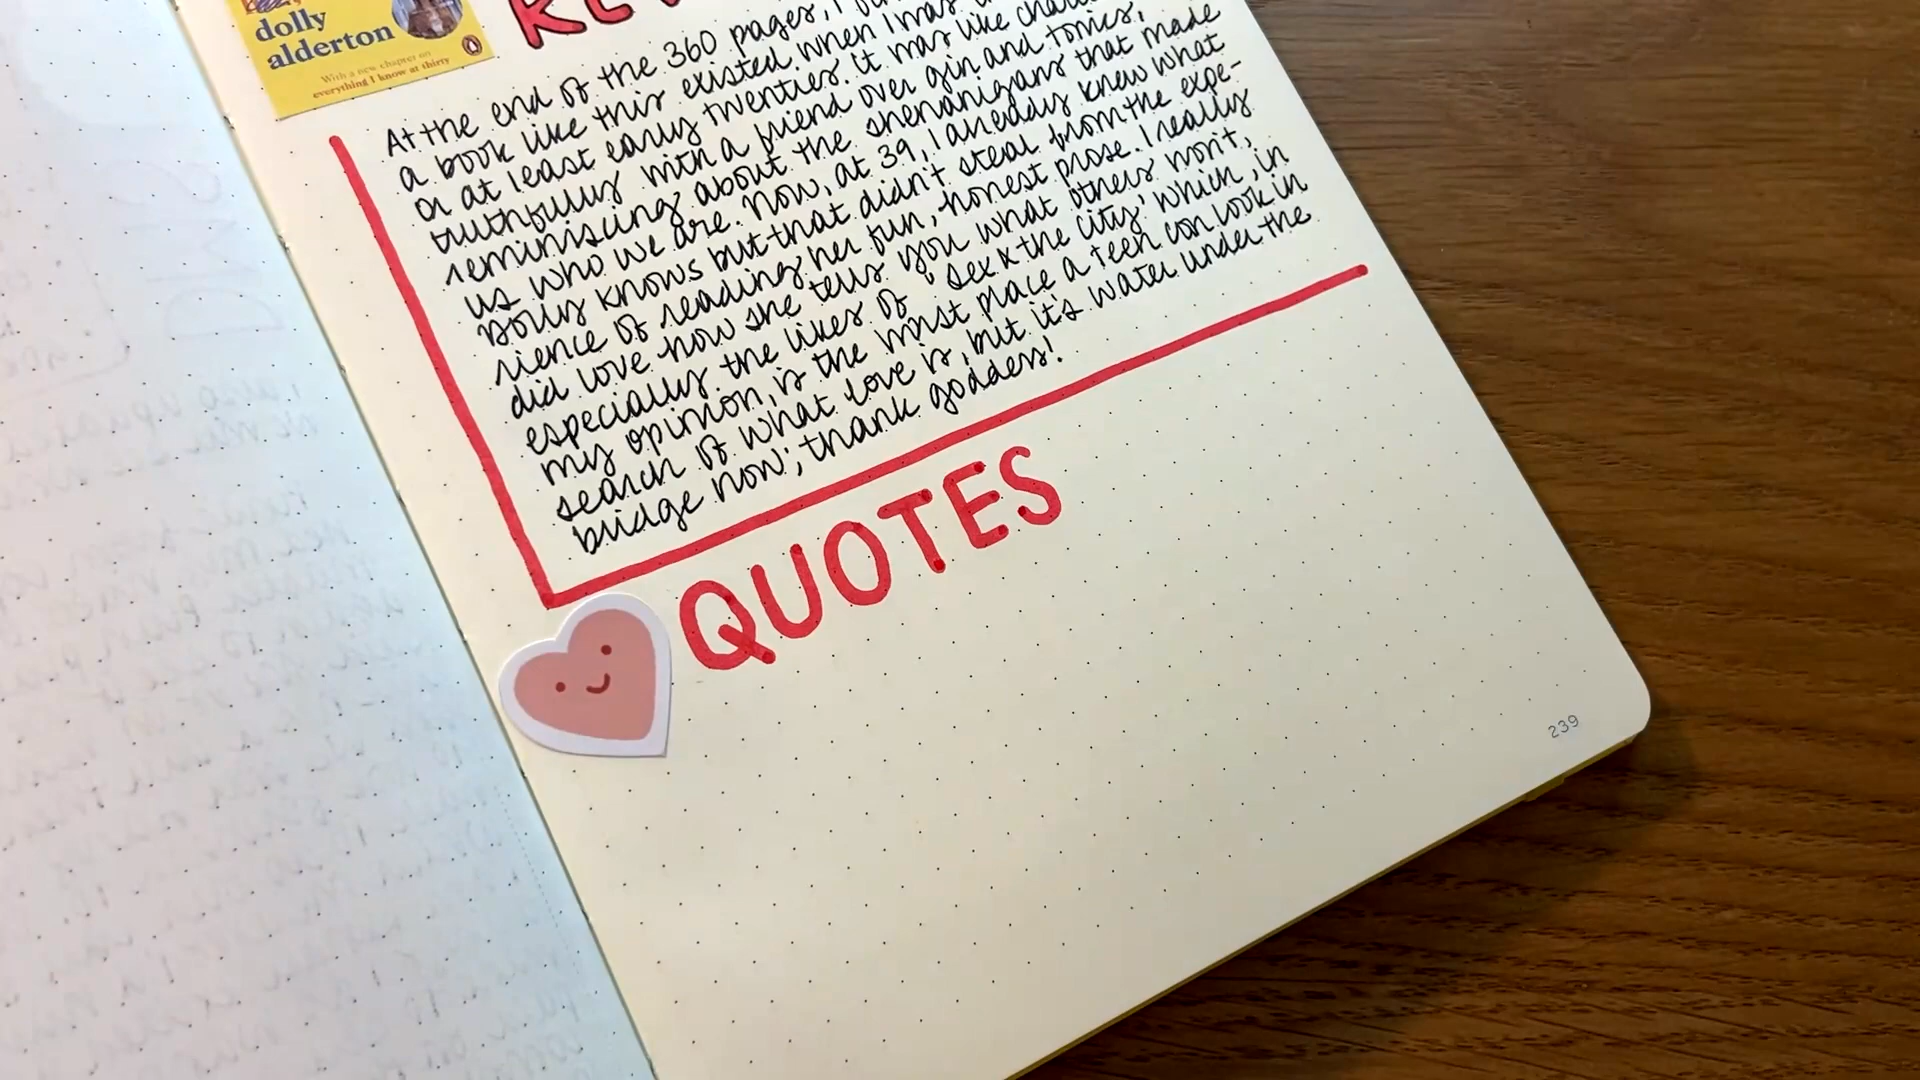 dolly
alderton
With a new chapter on
everything I know at thirty
RE
At the end of the 360 pages, I
a book like this existed when I was
or at least early twenties. It was like
truthfully with a friend over gin and tonics,
reminiscing about the shenanigans that made
us who we are. Now, at 39, I already knew what
Dolly knows but that didn't steal from the expe-
rience of reading her fun, honest prose. I really
did love how she tells you what others won't,
especially the likes of 'Sex & the City,' which, in
my opinion, is the worst place a teen can look in
search of what love is, but it's water under the
bridge now; thank goddess!
QUOTES
239